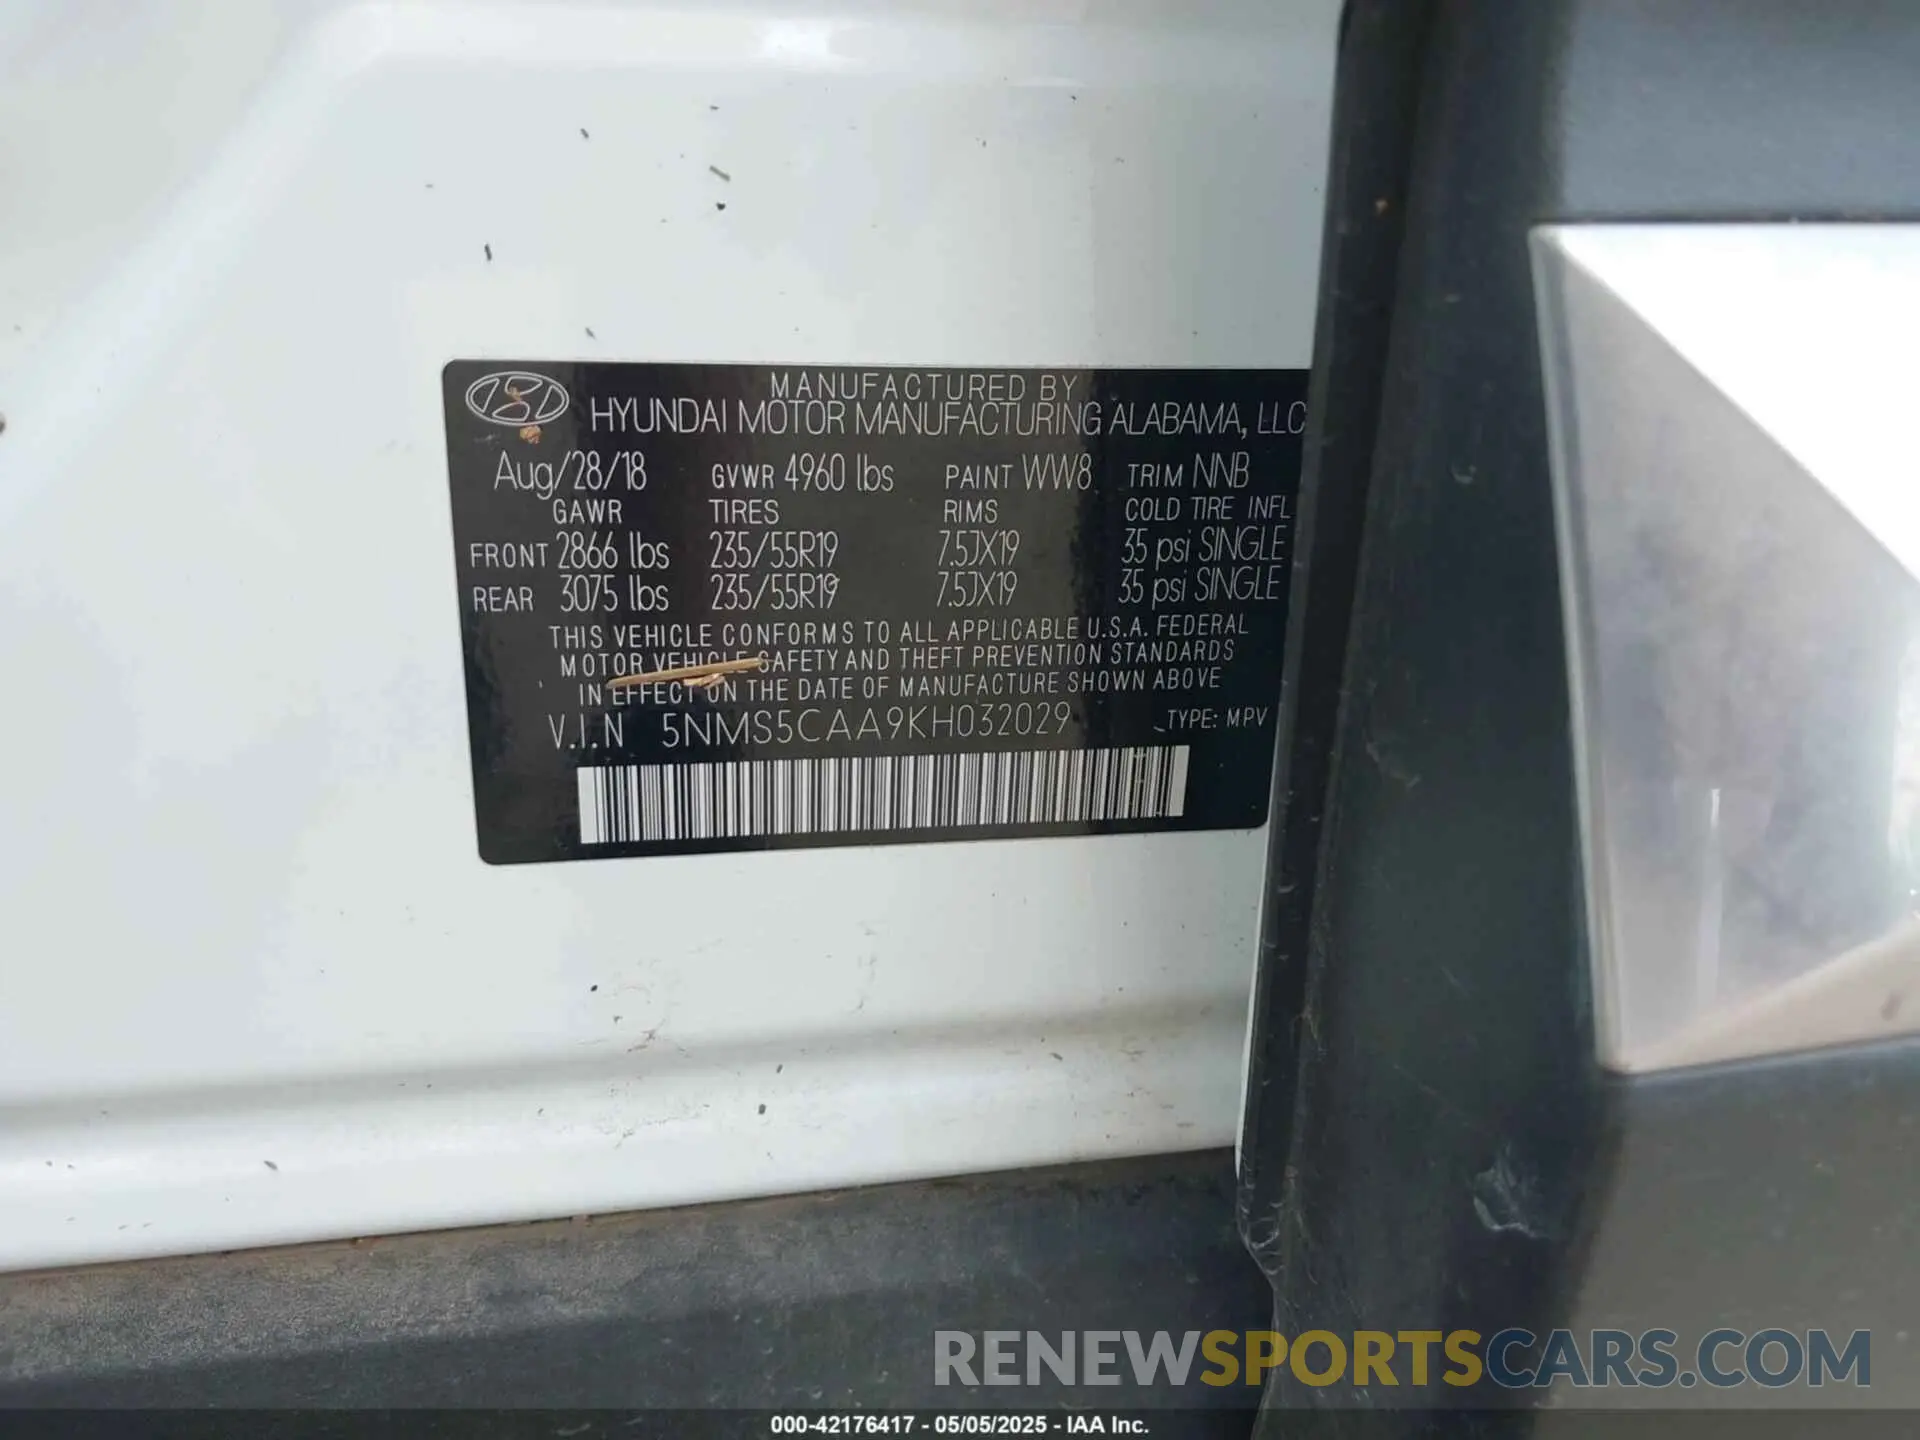 MANUFACTURED BY
HYUNDAI MOTOR MANUFACTURING ALABAMA, LLC
Aug/28/18 GVWR 4960 lbs PAINT WW8 TRIM NNB
GAWR TIRES RIMS COLD TIRE INFL
FRONT 2866 lbs 235/55R19 7.5JX19 35 psi SINGLE
REAR 3075 lbs 235/55R19 7.5JX19 35 psi SINGLE
THIS VEHICLE CONFORMS TO ALL APPLICABLE U.S.A. FEDERAL
MOTOR VEHICLE SAFETY AND THEFT PREVENTION STANDARDS
IN EFFECT ON THE DATE OF MANUFACTURE SHOWN ABOVE
V.I.N 5NMS5CAA9KH032029 TYPE: MPV
RENEWSPORTSCARS.COM
000-42176417 - 05/05/2025 - IAA Inc.